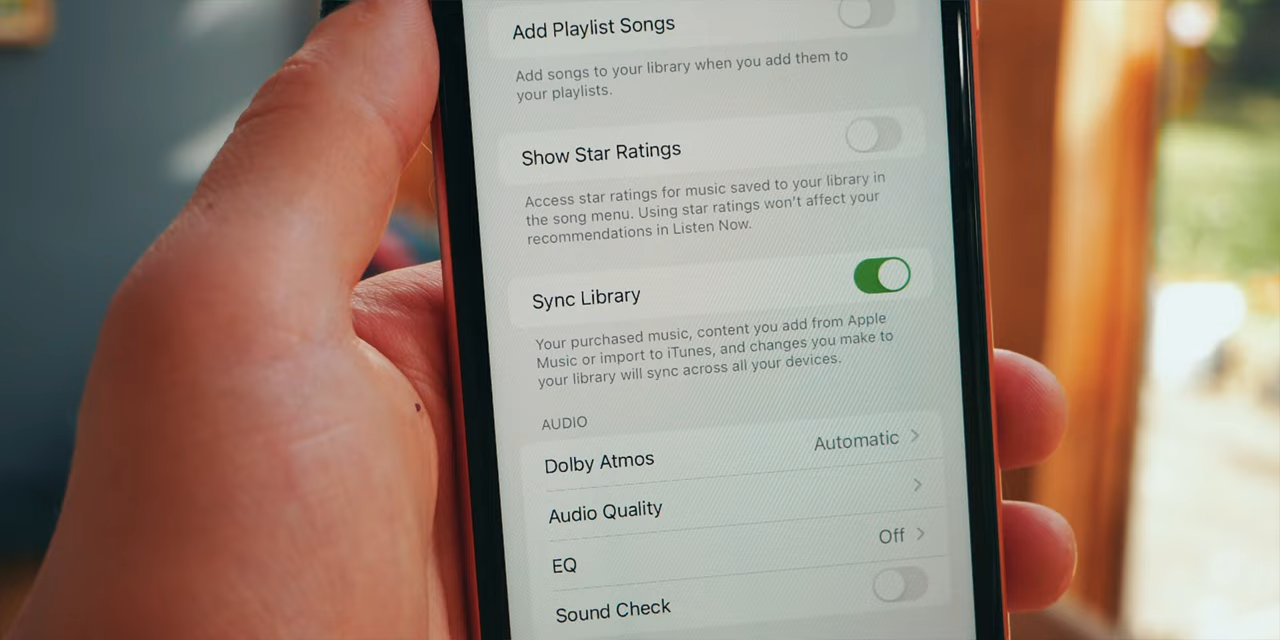 Add Playlist Songs
Add songs to your library when you add them to
your playlists.
Show Star Ratings
Access star ratings for music saved to your library in
the song menu. Using star ratings won't affect your
recommendations in Listen Now.
Sync Library
Your purchased music, content you add from Apple
Music or import to iTunes, and changes you make to
your library will sync across all your devices.
AUDIO
Dolby Atmos Automatic
Audio Quality
EQ Off
Sound Check